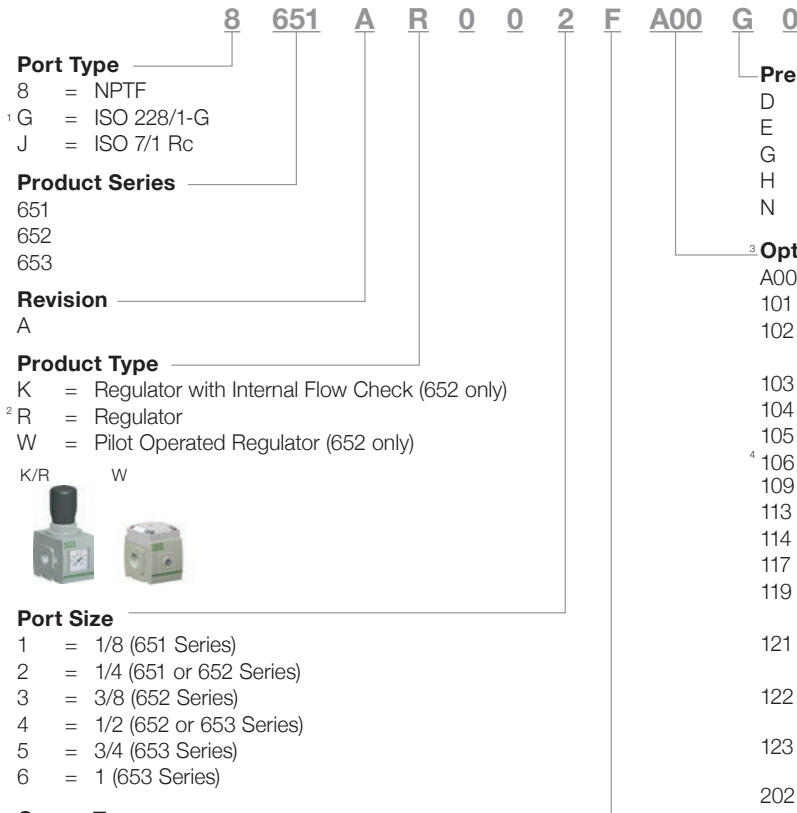 8 651 A R 0 0 2 F A00 G 0
Port Type
8 = NPTF
1 G = ISO 228/1-G
J = ISO 7/1 Rc
Product Series
651
652
653
Revision
A
Product Type
K = Regulator with Internal Flow Check (652 only)
2 R = Regulator
W = Pilot Operated Regulator (652 only)
K/R W
Port Size
1 = 1/8 (651 Series)
2 = 1/4 (651 or 652 Series)
3 = 3/8 (652 Series)
4 = 1/2 (652 or 653 Series)
5 = 3/4 (653 Series)
6 = 1 (653 Series)
Pre
D
E
G
H
N
3 Opt
A00
101
102
103
104
105
4 106
109
113
114
117
119
121
122
123
202